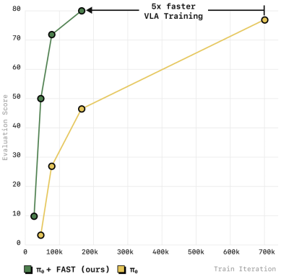 80
70
60
50
40
30
20
10
0
Evaluation Score
5x faster
VLA Training
0
100k
200k
300k
400k
500k
600k
700k
π₀ + FAST (ours)
π₀
Train Iteration